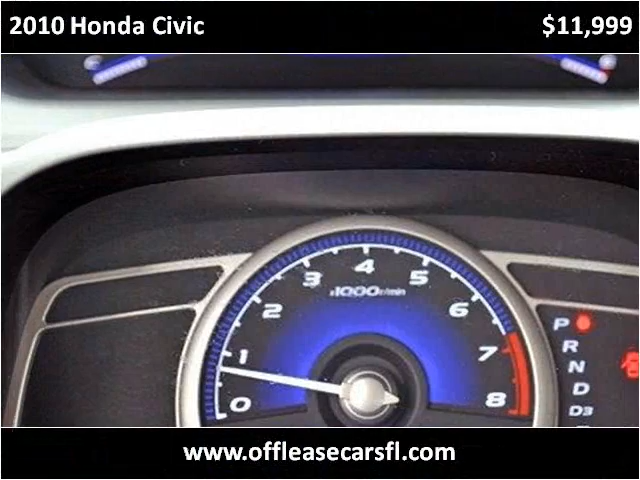 2010 Honda Civic $11,999
4
3 5
x1000r/min
2 6
P
R
1 7
N
D
0 8
D3
www.offleasecarsfl.com